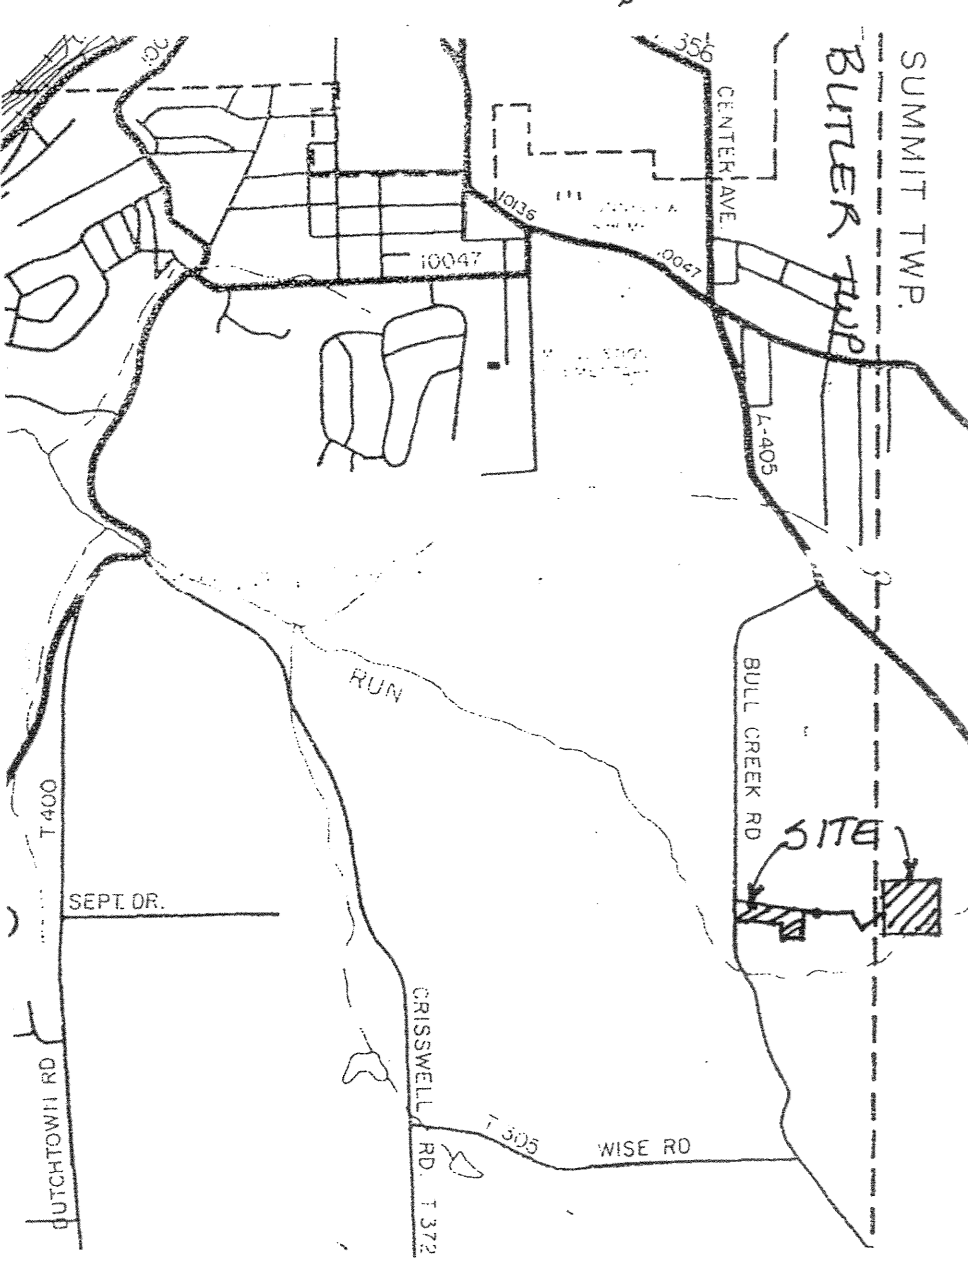 356
CENTER AVE.
BUTLER TWP
SUMMIT TWP.
10136
10047
10047
A-405
RUN
BULL CREEK RD
SITE
T 400
SEPT. DR.
DUTCHTOWN RD
CRISSWELL RD. T 372
T 305
WISE RD